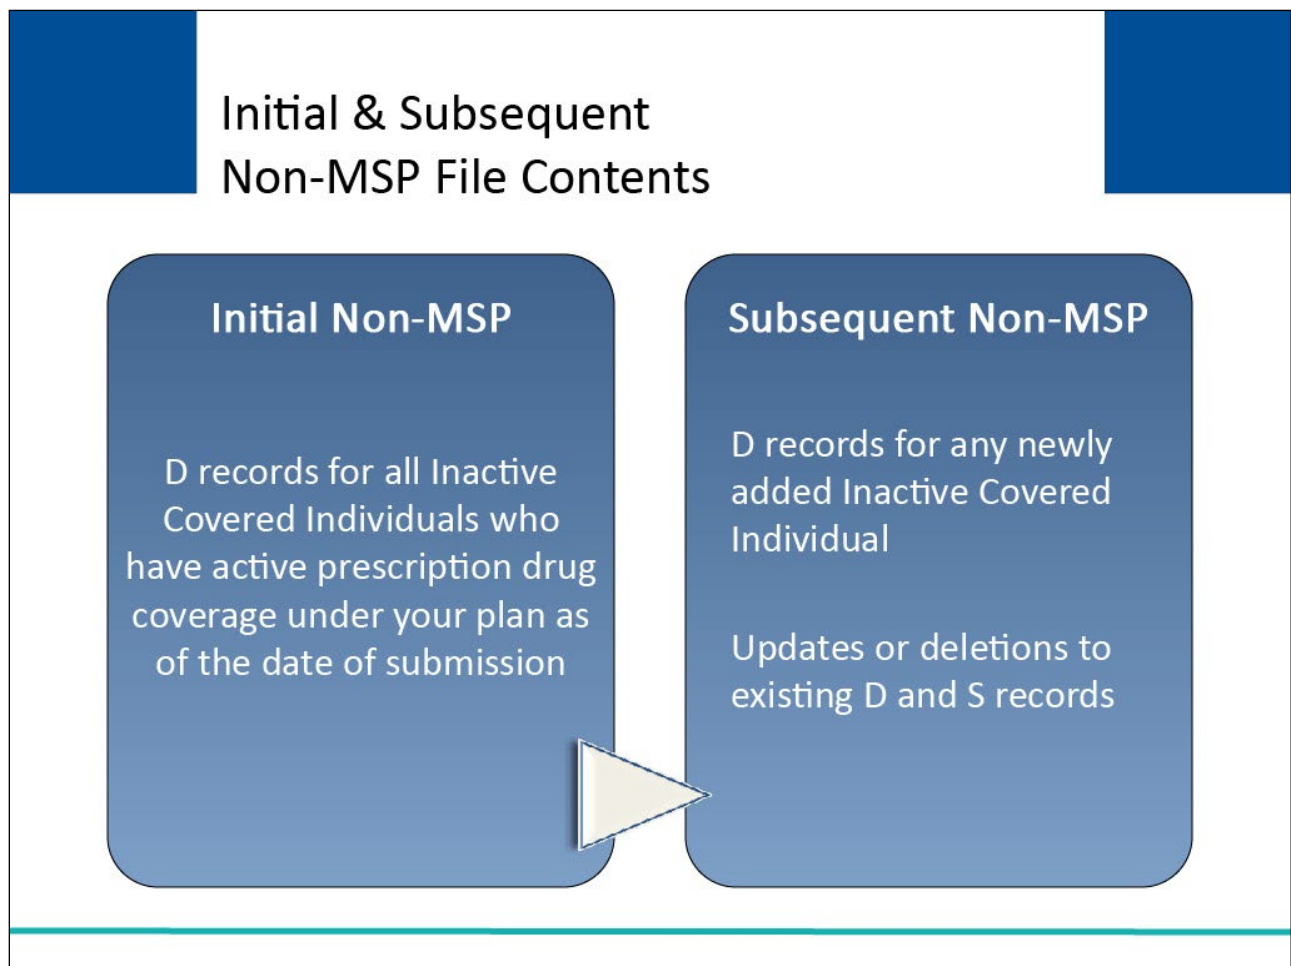 Initial & Subsequent
Non-MSP File Contents
Initial Non-MSP
D records for all Inactive
Covered Individuals who
have active prescription drug
coverage under your plan as
of the date of submission
Subsequent Non-MSP
D records for any newly
added Inactive Covered
Individual
Updates or deletions to
existing D and S records